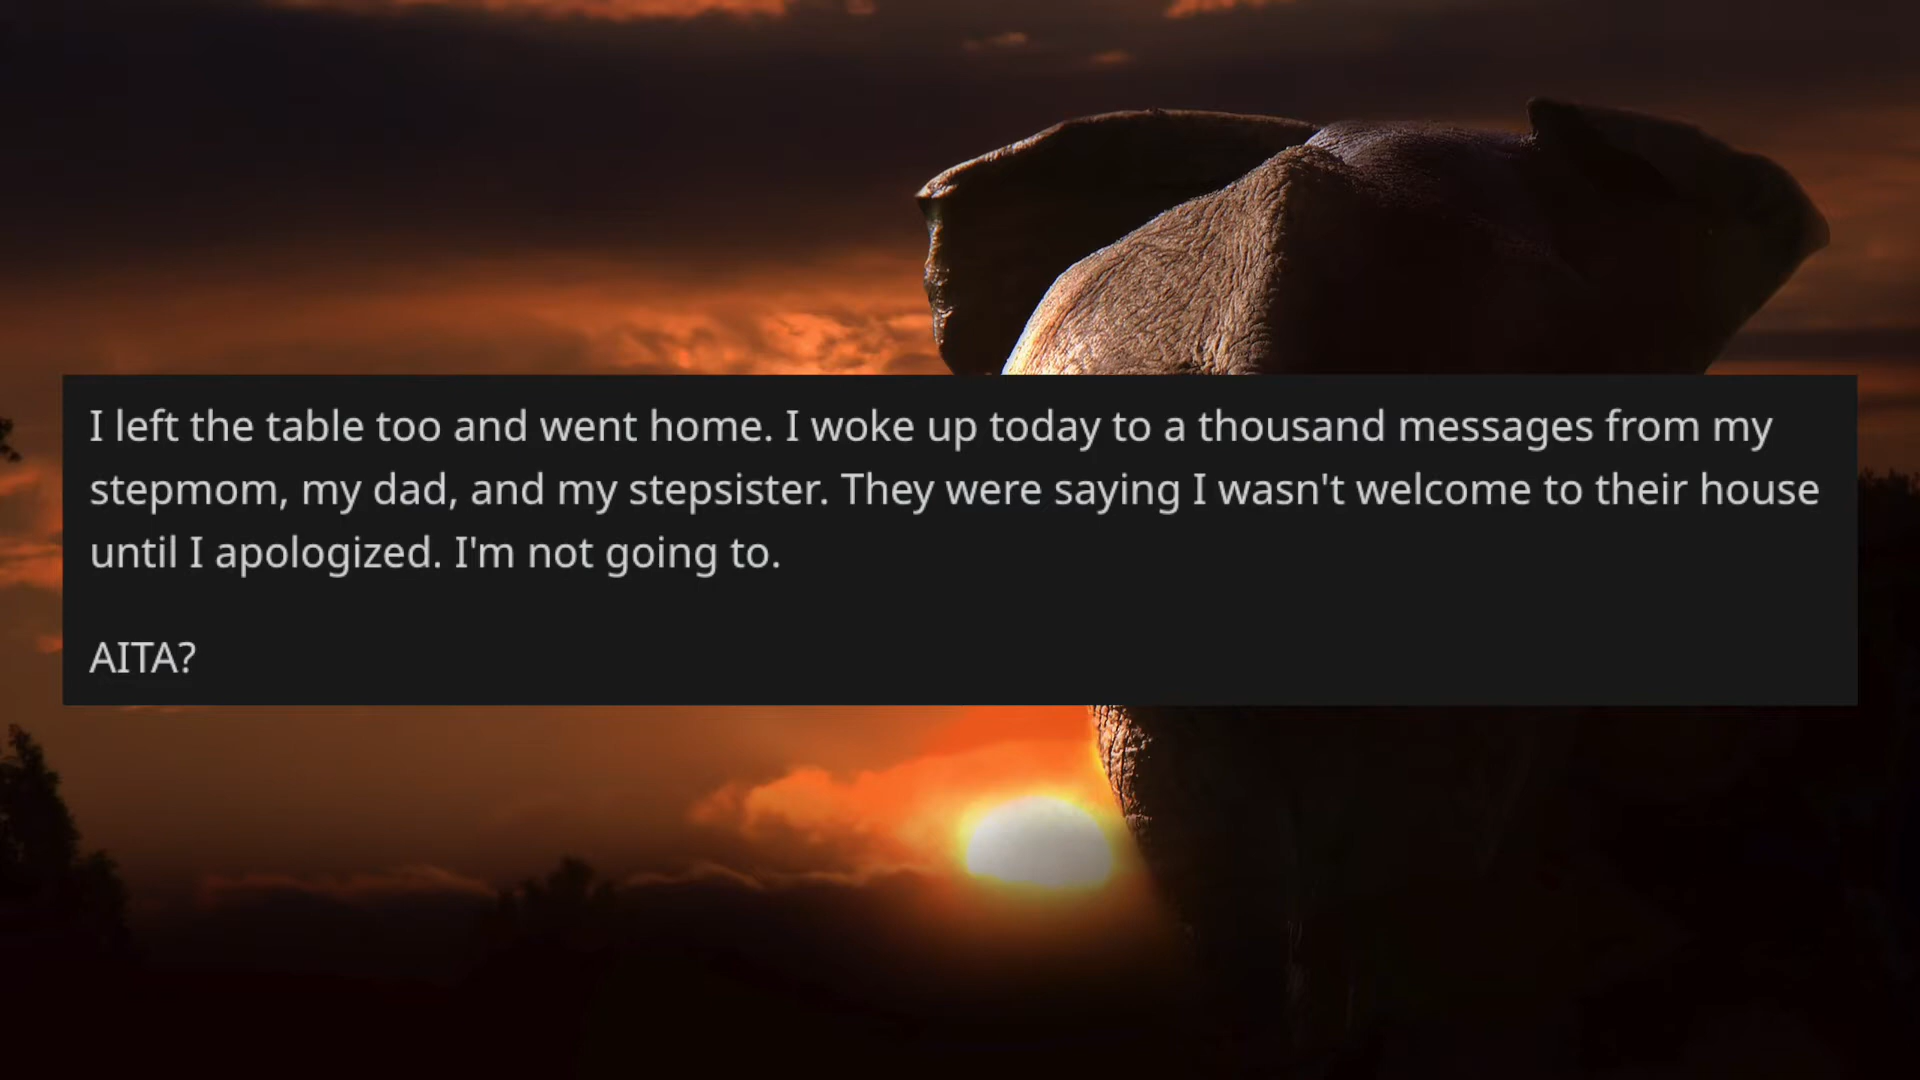 I left the table too and went home. I woke up today to a thousand messages from my
stepmom, my dad, and my stepsister. They were saying I wasn't welcome to their house
until I apologized. I'm not going to.
AITA?